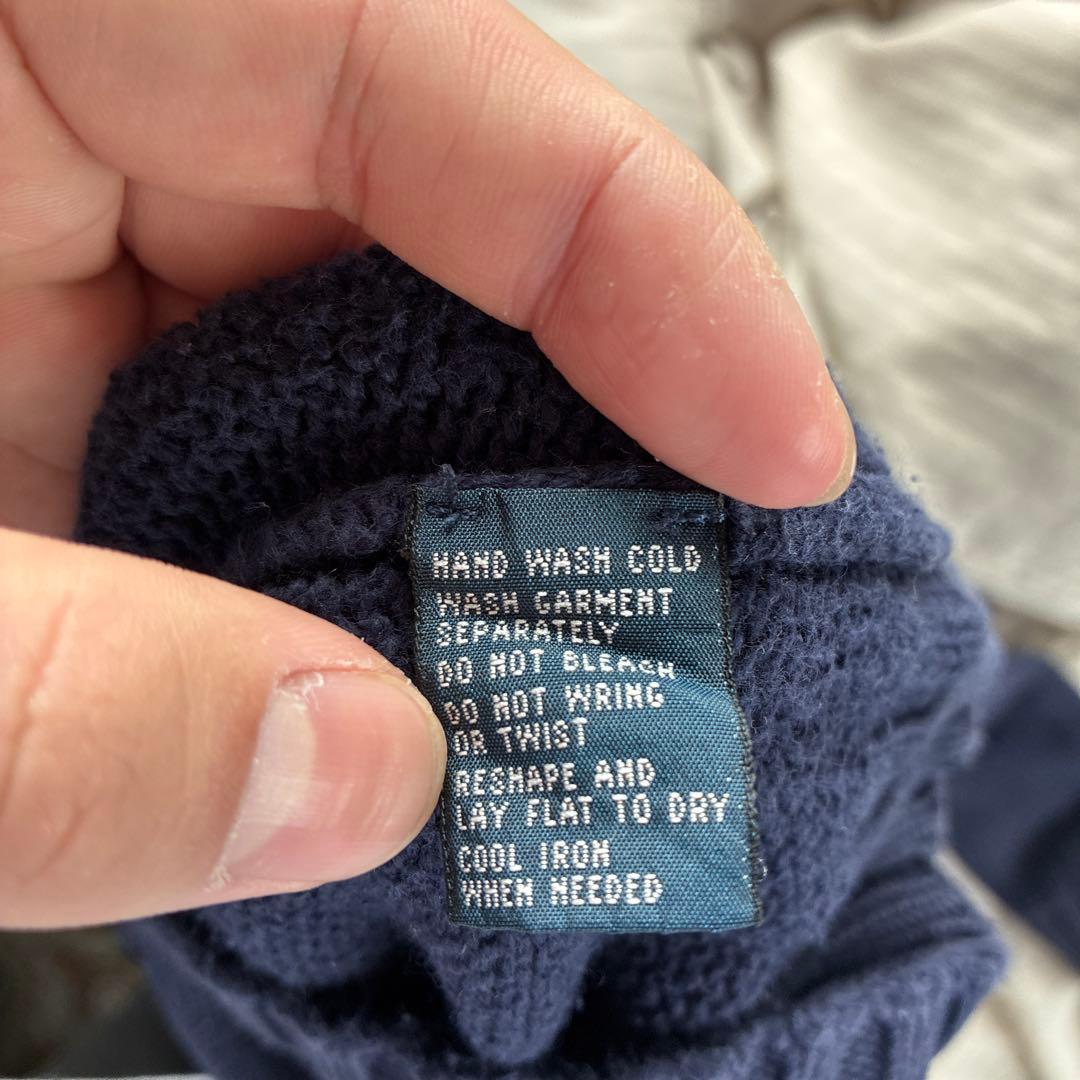 HAND WASH COLD
WASH GARMENT
SEPARATELY
DO NOT BLEACH
DO NOT WRING
OR TWIST
RESHAPE AND
LAY FLAT TO DRY
COOL IRON
WHEN NEEDED